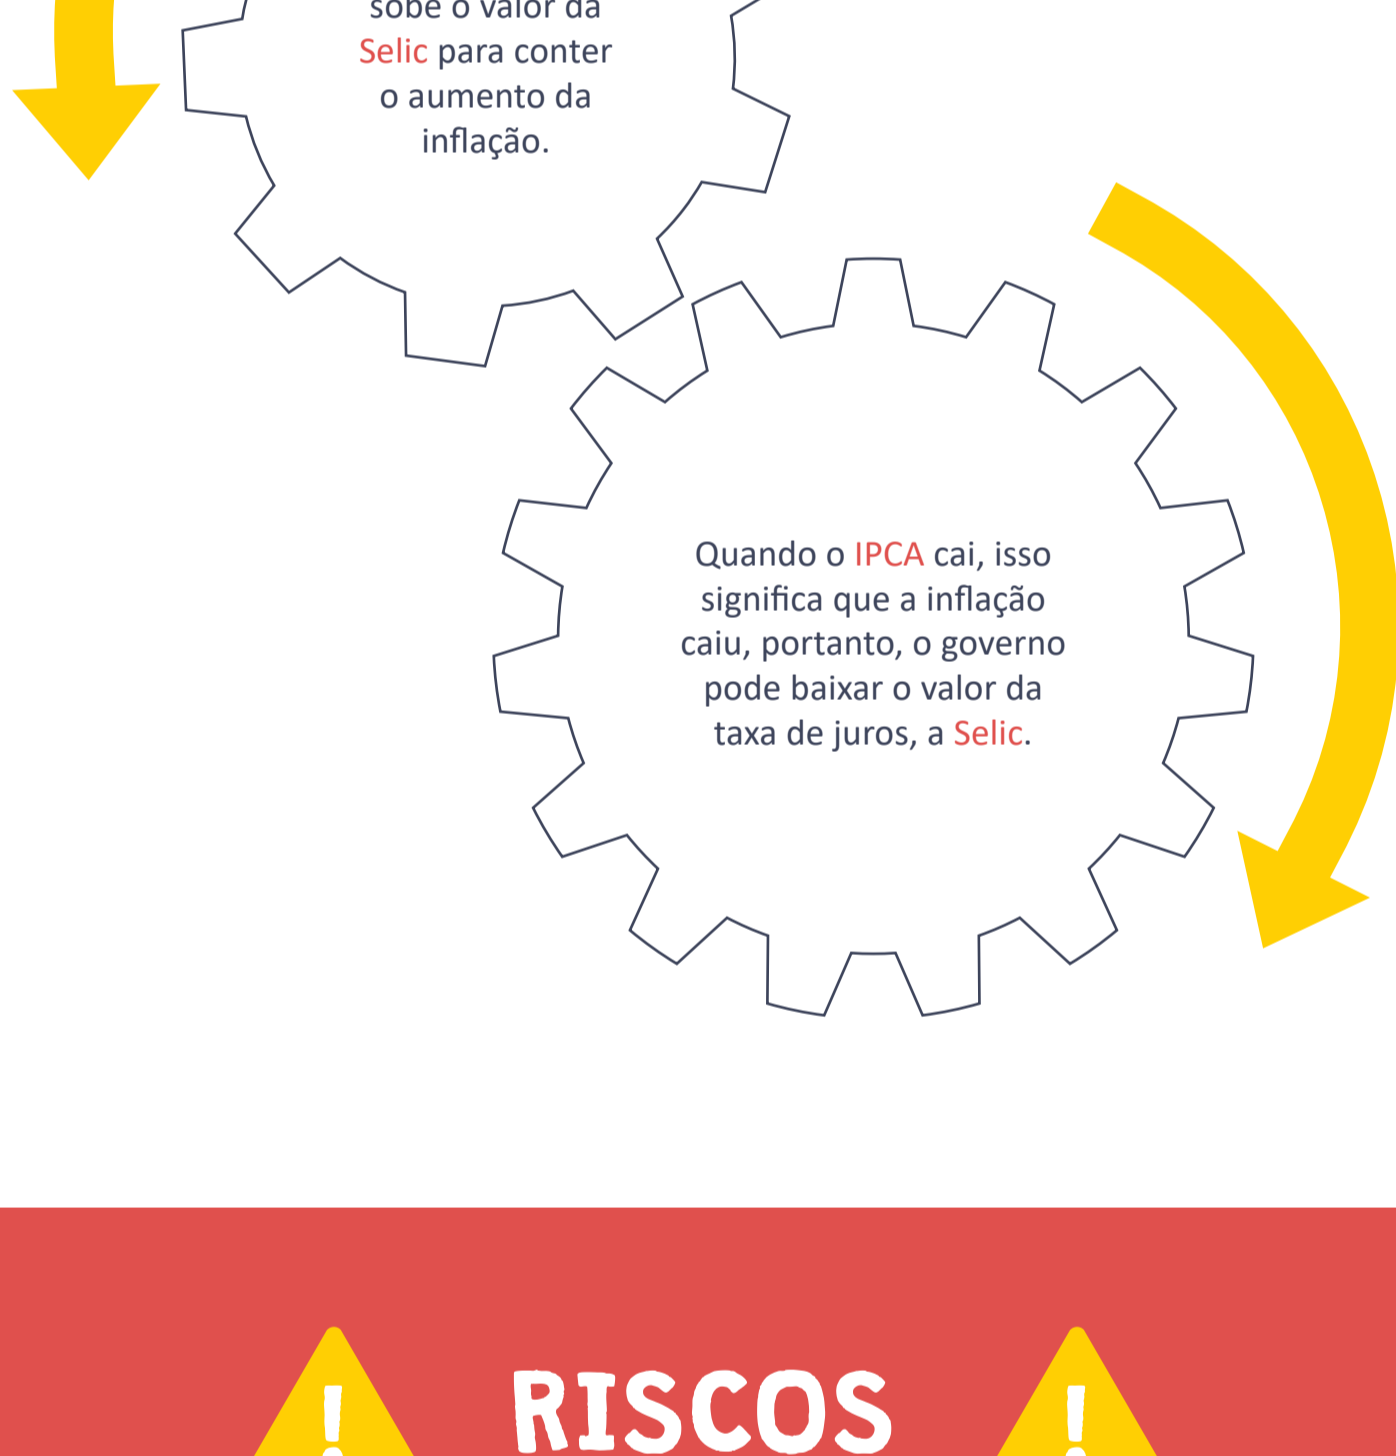 sobe o valor da
Selic para conter
o aumento da
inflação.
Quando o IPCA cai, isso
significa que a inflação
caiu, portanto, o governo
pode baixar o valor da
taxa de juros, a Selic.
! RISCOS !